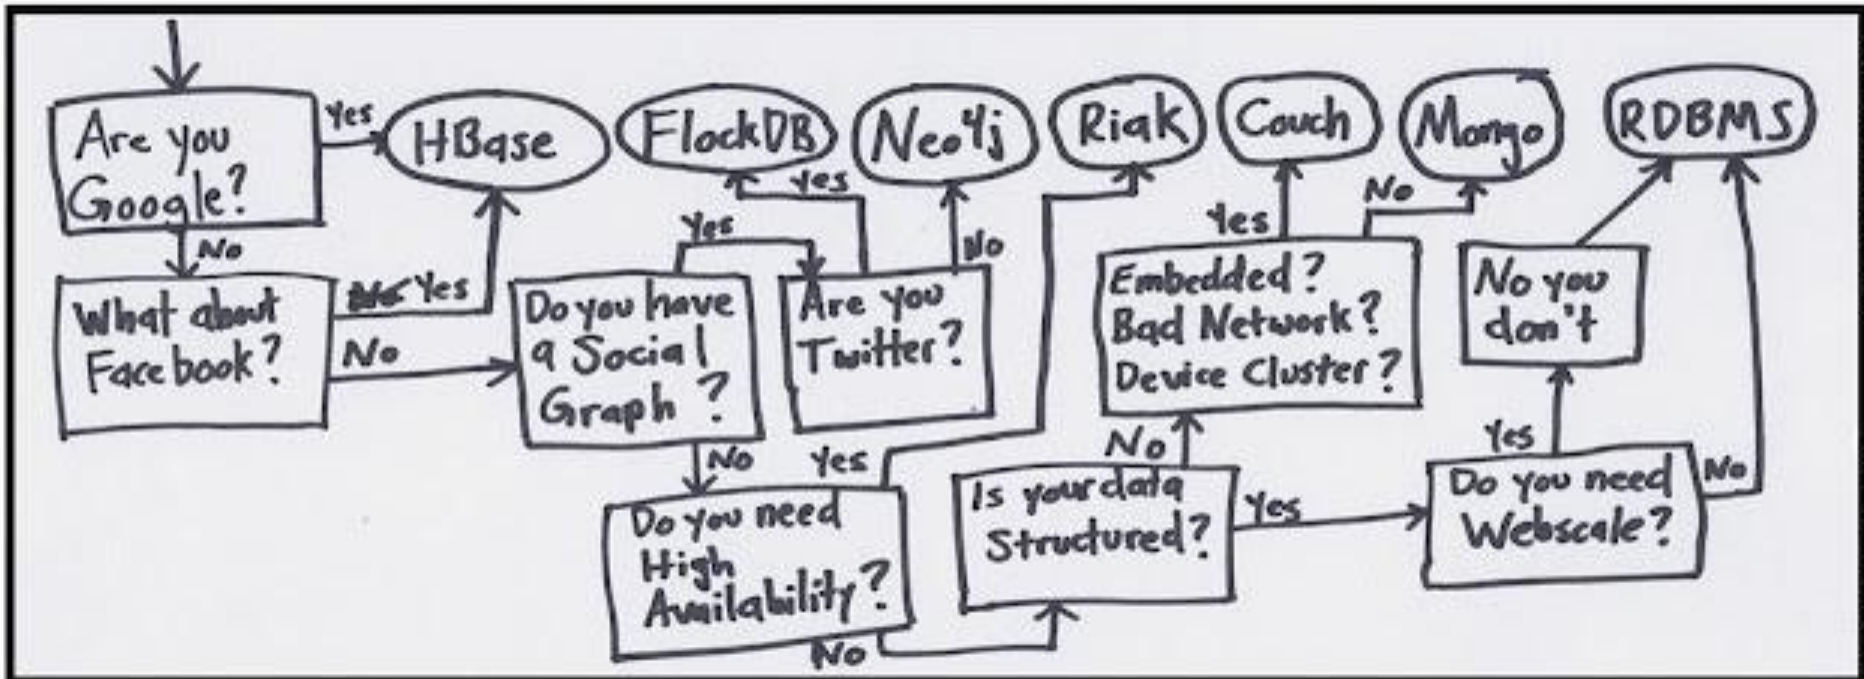 Are you
Google?
Yes
HBase
FlockDB
Neo4j
Riak
Couch
Mongo
RDBMS
No
What about
Facebook?
Yes
No
Do you have
a Social
Graph?
Yes
Are you
Twitter?
Yes
No
No
Do you need
High
Availability?
Yes
No
Is your data
Structured?
No
Yes
Embedded?
Bad Network?
Device Cluster?
Yes
No
Do you need
Webscale?
Yes
No
No you
don't